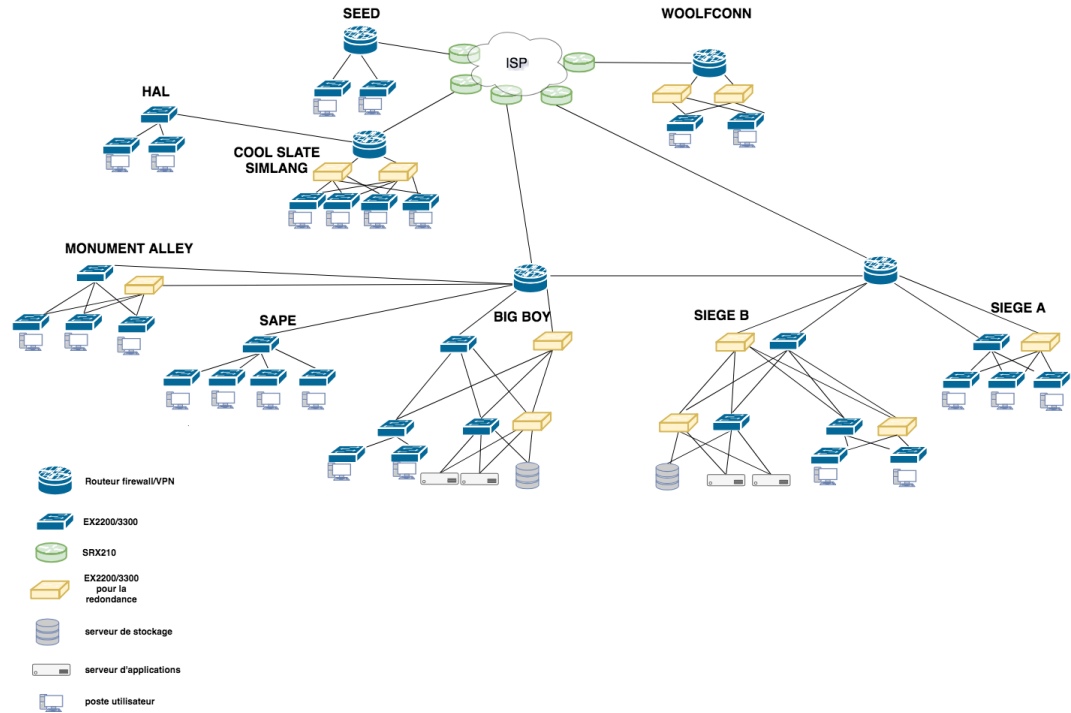 SEED
WOOLFCONN
ISP
HAL
COOL SLATE
SIMLANG
MONUMENT ALLEY
SAPE
BIG BOY
SIEGE B
SIEGE A
Routeur firewall/VPN
EX2200/3300
SRX210
EX2200/3300
pour la
redondance
serveur de stockage
serveur d'applications
poste utilisateur